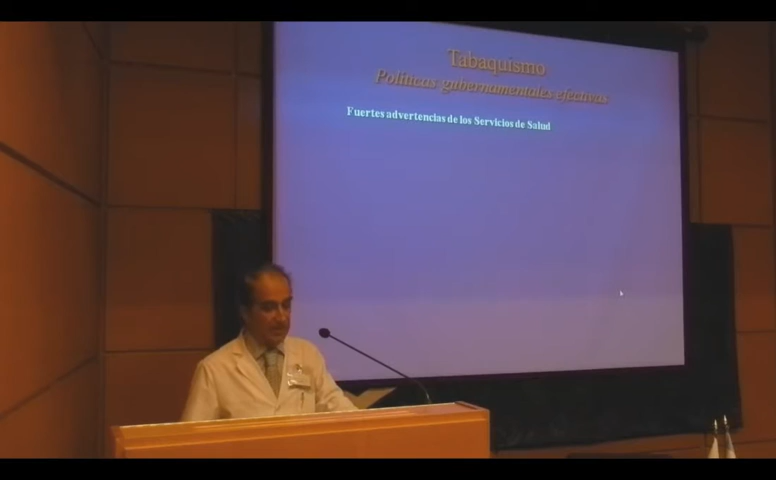 Tabaquismo
Políticas gubernamentales efectivas
Fuertes advertencias de los Servicios de Salud